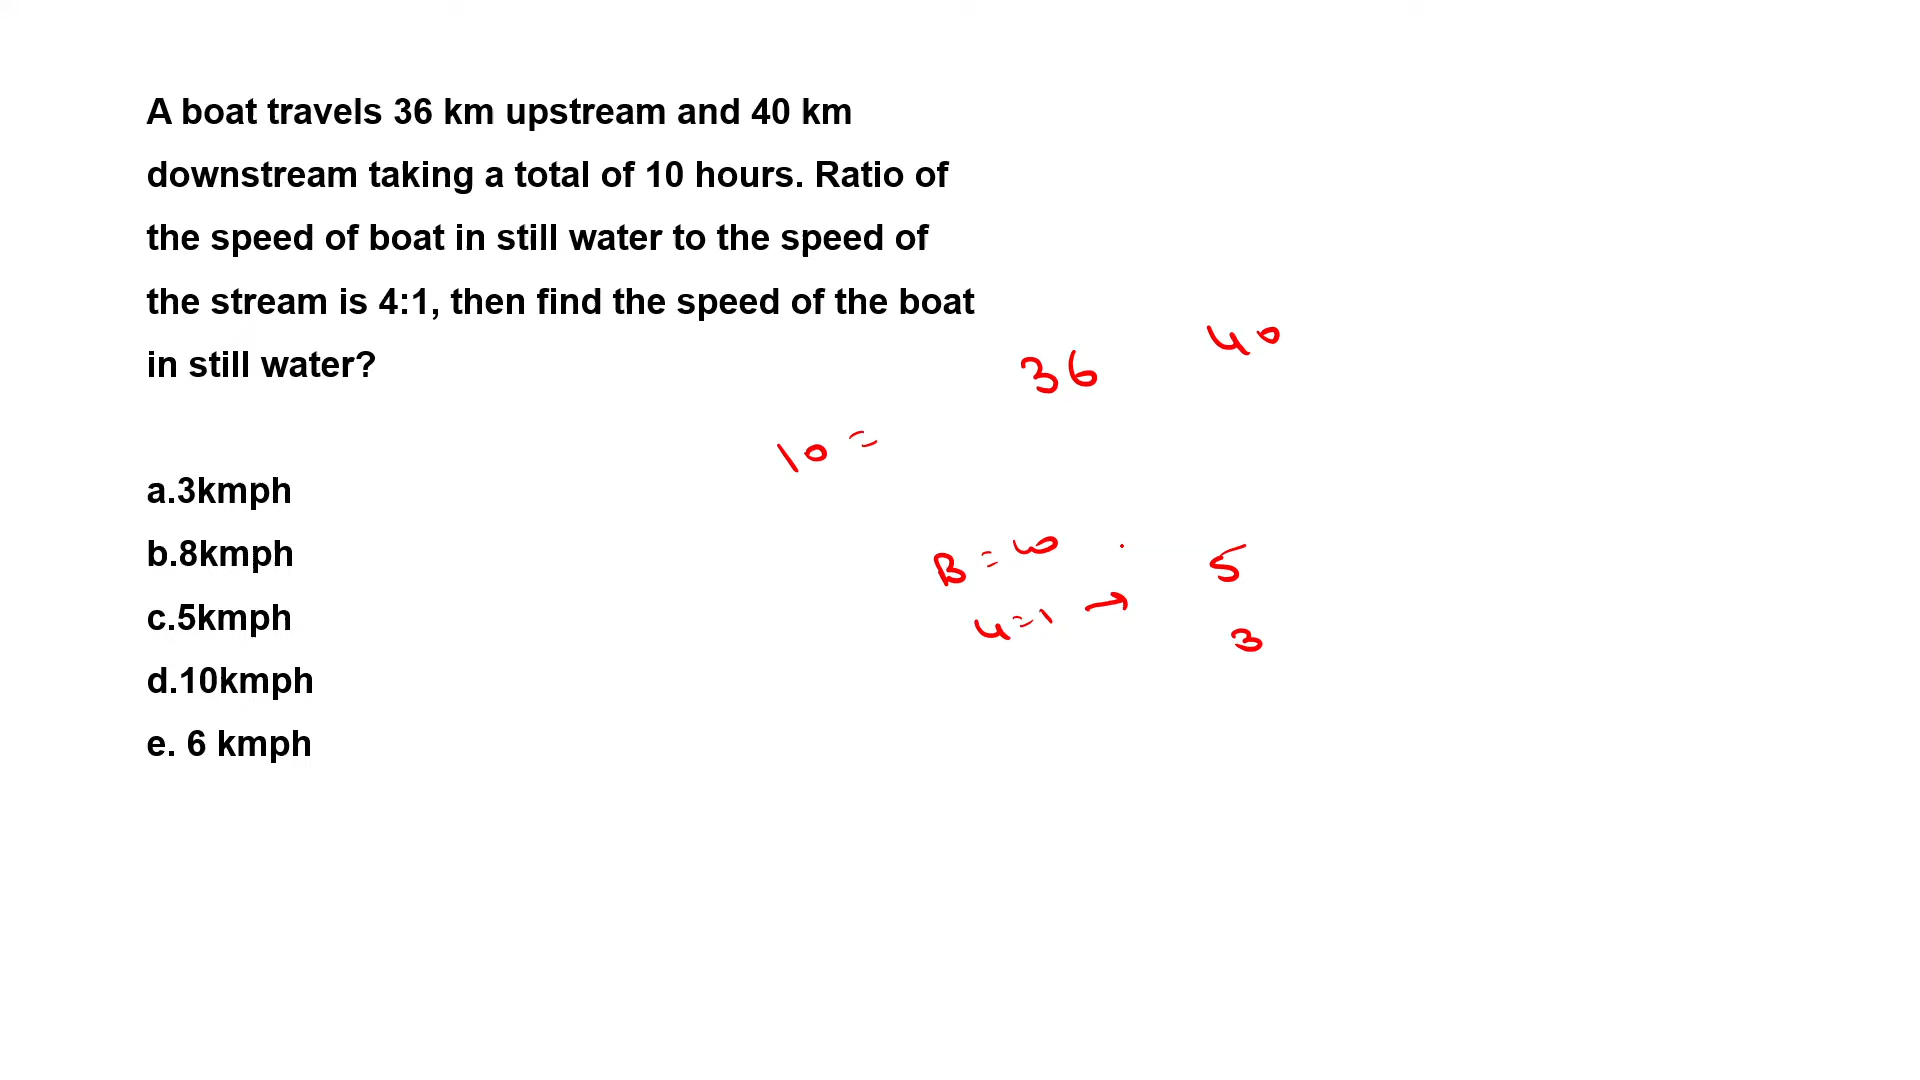 A boat travels 36 km upstream and 40 km
downstream taking a total of 10 hours. Ratio of
the speed of boat in still water to the speed of
the stream is 4:1, then find the speed of the boat
in still water?
36 40
10 =
a.3kmph
b.8kmph
c.5kmph
d.10kmph
e. 6 kmph
B = 5
4=1 → 3